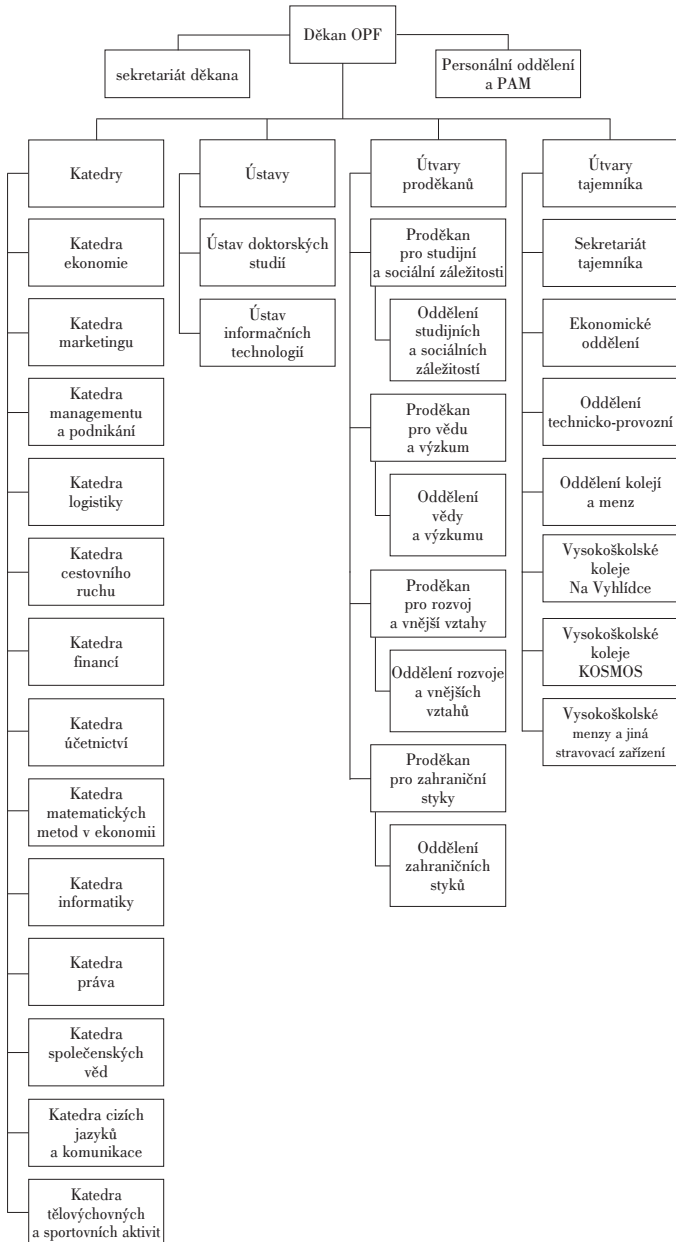 Děkan OPF
sekretariát děkana
Personální oddělení
a PAM
Katedry
Katedra
ekonomie
Katedra
marketingu
Katedra
managementu
a podnikání
Katedra
logistiky
Katedra
cestovního
ruchu
Katedra
financí
Katedra
účetnictví
Katedra
matematických
metod v ekonomii
Katedra
informatiky
Katedra
práva
Katedra
společenských
věd
Katedra cizích
jazyků
a komunikace
Katedra
tělovýchovných
a sportovních aktivit
Ústavy
Ústav doktorských
studií
Ústav
informačních
technologií
Útvary
proděkanů
Proděkan
pro studijní
a sociální záležitosti
Oddělení
studijních
a sociálních
záležitostí
Proděkan
pro vědu
a výzkum
Oddělení
vědy
a výzkumu
Proděkan
pro rozvoj
a vnější vztahy
Oddělení rozvoje
a vnějších
vztahů
Proděkan
pro zahraniční
styky
Oddělení
zahraničních
styků
Útvary
tajemníka
Sekretariát
tajemníka
Ekonomické
oddělení
Oddělení
technicko-provozní
Oddělení kolejí
a menz
Vysokoškolské
koleje
Na Vyhlídce
Vysokoškolské
koleje
KOSMOS
Vysokoškolské
menzy a jiná
stravovací zařízení